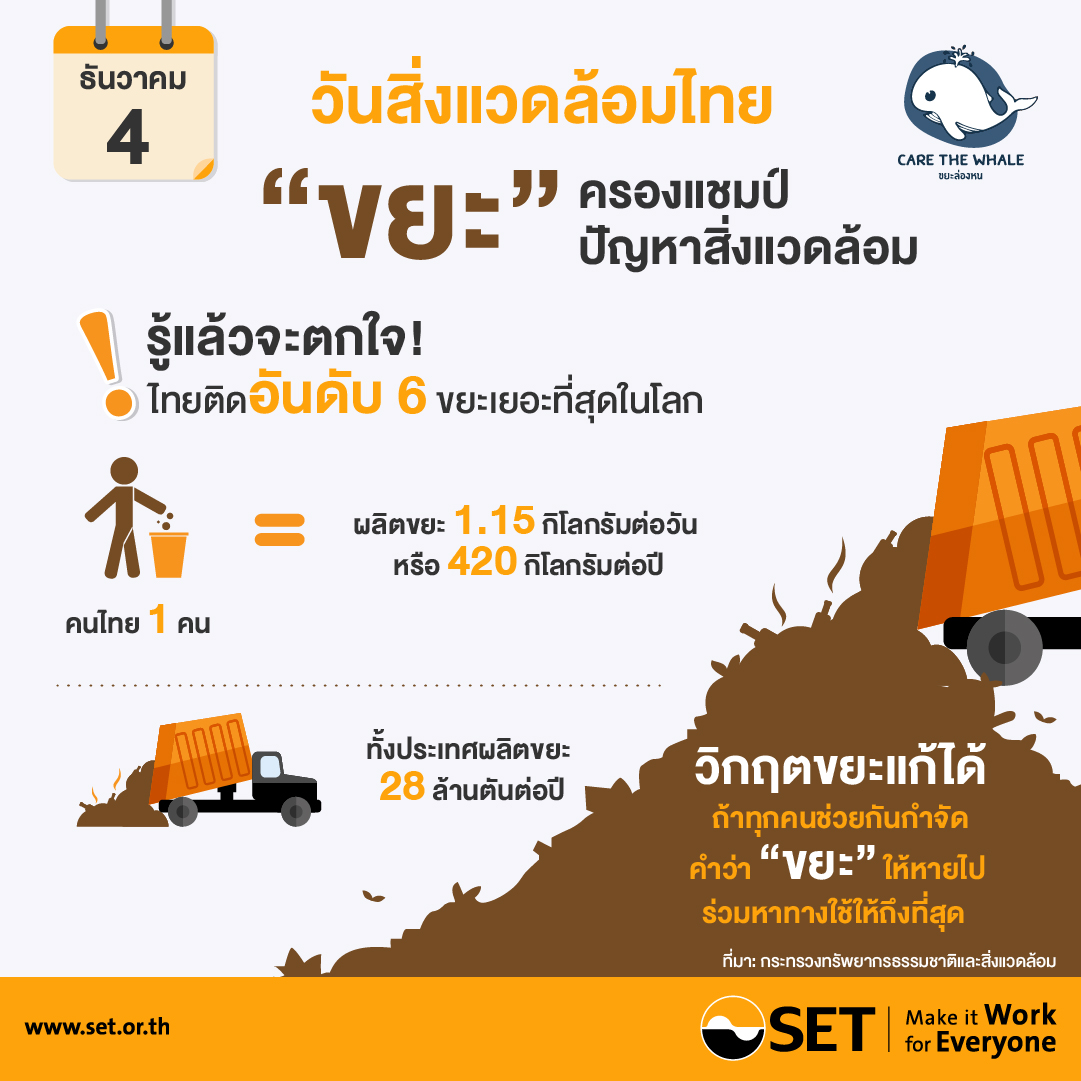 ธันวาคม
4
วันสิ่งแวดล้อมไทย
“ขยะ” ครองแชมป์
ปัญหาสิ่งแวดล้อม
CARE THE WHALE
ขยะล่องหน
รู้แล้วจะตกใจ!
ไทยติดอันดับ 6 ขยะเยอะที่สุดในโลก
คนไทย 1 คน
=
ผลิตขยะ 1.15 กิโลกรัมต่อวัน
หรือ 420 กิโลกรัมต่อปี
ทั้งประเทศผลิตขยะ
28 ล้านตันต่อปี
วิกฤตขยะแก้ได้
ถ้าทุกคนช่วยกันกำจัด
คำว่า “ขยะ” ให้หายไป
ร่วมหาทางใช้ให้ถึงที่สุด
ที่มา: กระทรวงทรัพยากรธรรมชาติและสิ่งแวดล้อม
www.set.or.th
SET
Make it Work
for Everyone